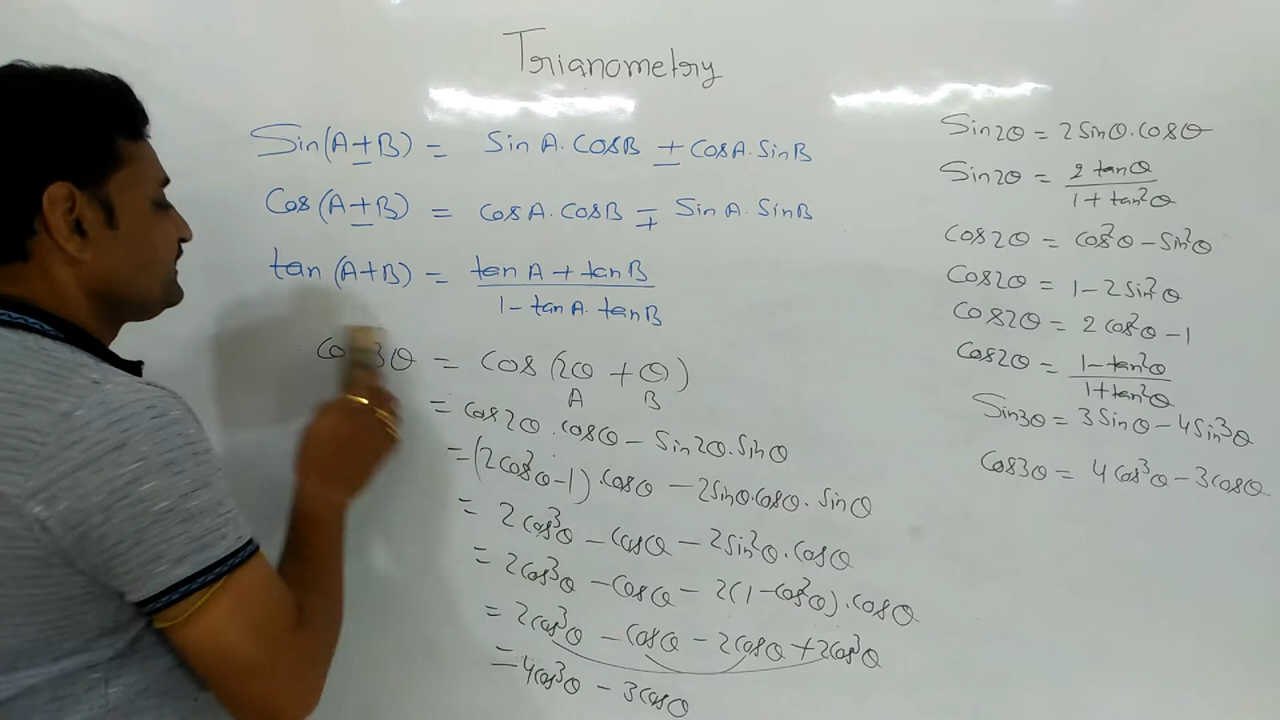 Trianometry
Sin(A±B) = SinA.CosB ± CosA.SinB
Cos(A±B) = CosA.CosB ∓ SinA.SinB
tan(A+B) = tanA + tanB / 1 - tanA.tanB
Cos3θ = Cos(2θ + θ)
A B
= Cos2θ.Cosθ - Sin2θ.Sinθ
= (2Cos²θ-1).Cosθ - 2Sinθ.Cosθ.Sinθ
= 2Cos³θ - Cosθ - 2Sin²θ.Cosθ
= 2Cos³θ - Cosθ - 2(1-Cos²θ).Cosθ
= 2Cos³θ - Cosθ - 2Cosθ + 2Cos³θ
= 4Cos³θ - 3Cosθ
Sin2θ = 2Sinθ.Cosθ
Sin2θ = 2tanθ / 1+tan²θ
Cos2θ = Cos²θ - Sin²θ
Cos2θ = 1-2Sin²θ
Cos2θ = 2Cos²θ-1
Cos2θ = 1-tan²θ / 1+tan²θ
Sin3θ = 3Sinθ - 4Sin³θ
Cos3θ = 4Cos³θ - 3Cosθ